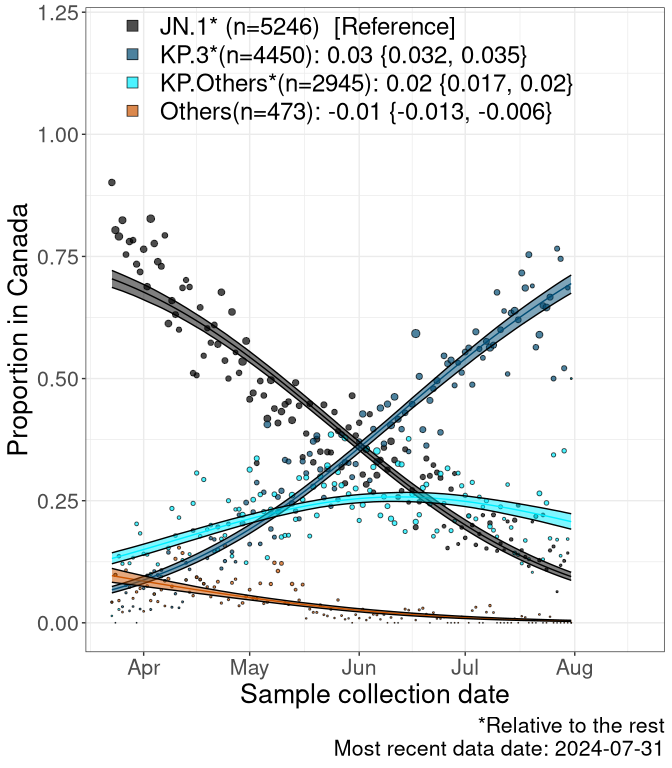 JN.1* (n=5246)  [Reference]
KP.3*(n=4450): 0.03 {0.032, 0.035}
KP.Others*(n=2945): 0.02 {0.017, 0.02}
Others(n=473): -0.01 {-0.013, -0.006}
1.25
1.00
0.75
0.50
0.25
0.00
Proportion in Canada
Apr May Jun Jul Aug
Sample collection date
*Relative to the rest
Most recent data date: 2024-07-31